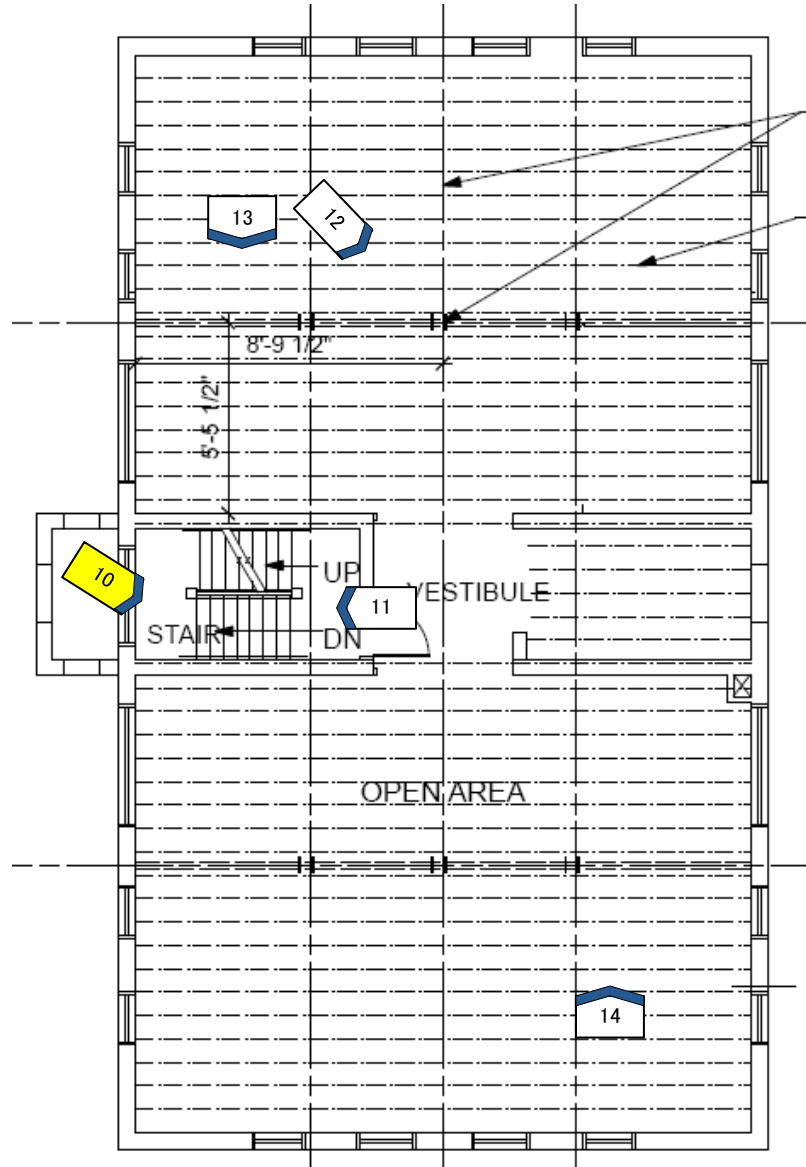 13
12
8'-9 1/2"
5'-5 1/2"
10
UP
11
VESTIBULE
STAIR
DN
OPEN AREA
14